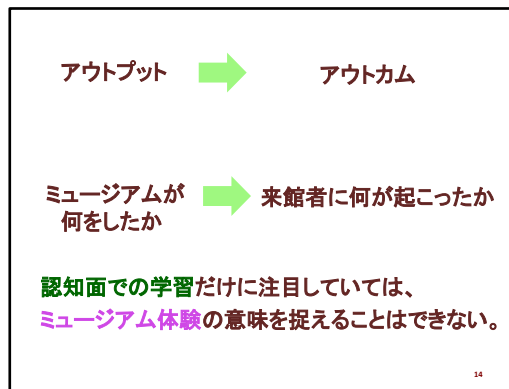 アウトプット アウトカム
ミュージアムが
何をしたか
来館者に何が起こったか
認知面での学習だけに注目していては、
ミュージアム体験の意味を捉えることはできない。
14